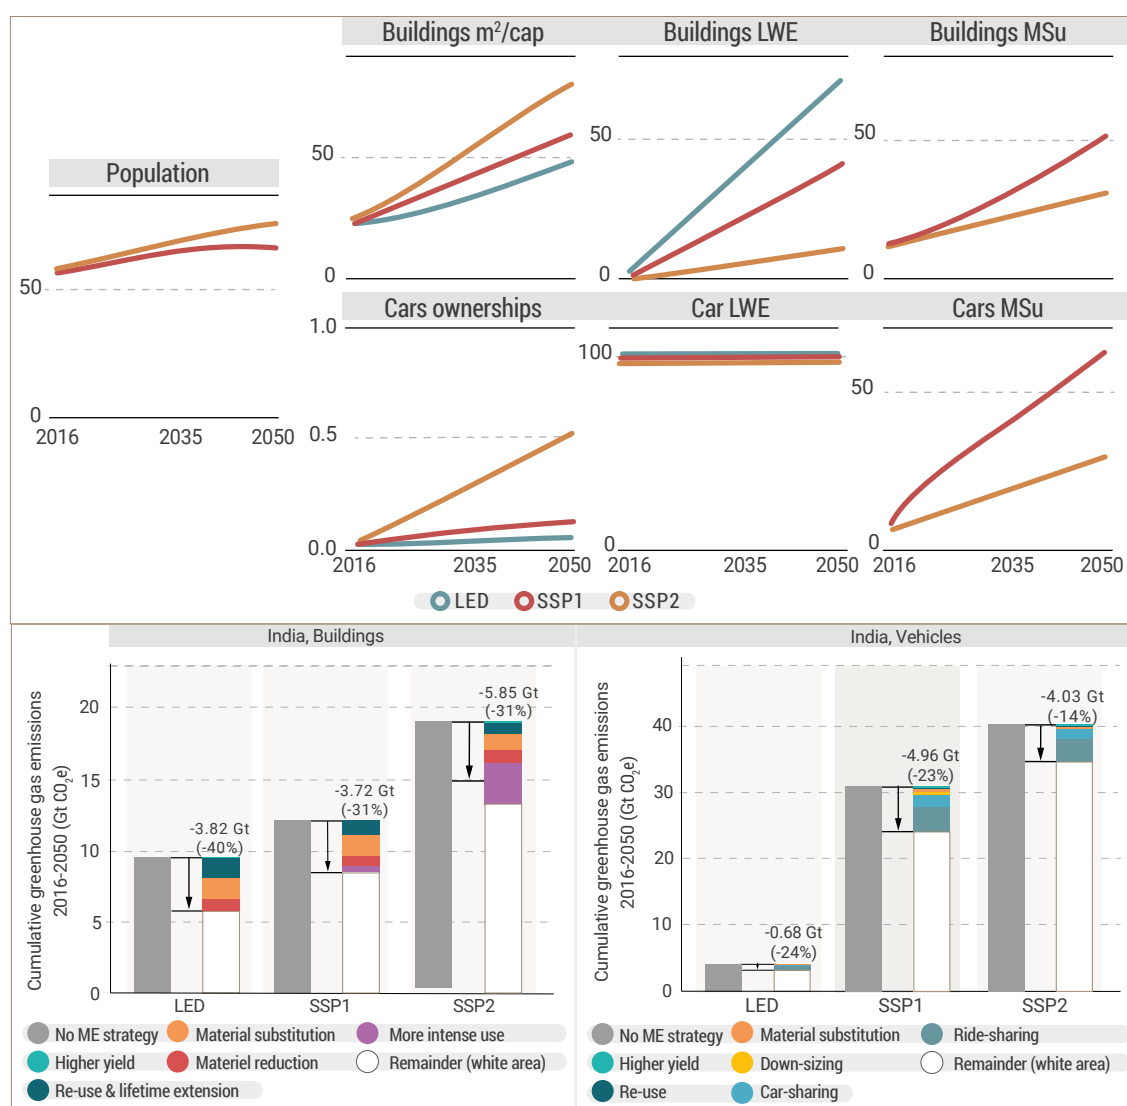 Population
50
0
2016 2035 2050
Buildings m²/cap
50
0
Buildings LWE
50
0
Buildings MSu
50
0
Cars ownerships
1.0
0.5
0.0
2016 2035 2050
Car LWE
100
2035 2050
Cars MSu
50
0
2016 2035 2050
LED SSP1 SSP2
India, Buildings
Cumulative greenhouse gas emissions
2016-2050 (Gt CO₂e)
20
15
10
5
0
-3.82 Gt
(-40%)
-3.72 Gt
(-31%)
-5.85 Gt
(-31%)
LED SSP1 SSP2
No ME strategy Material substitution More intense use
Higher yield Materiel reduction Remainder (white area)
Re-use & lifetime extension
India, Vehicles
Cumulative greenhouse gas emissions
2016-2050 (Gt CO₂e)
40
30
20
10
0
-0.68 Gt
(-24%)
-4.96 Gt
(-23%)
-4.03 Gt
(-14%)
LED SSP1 SSP2
No ME strategy Material substitution Ride-sharing
Higher yield Down-sizing Remainder (white area)
Re-use Car-sharing